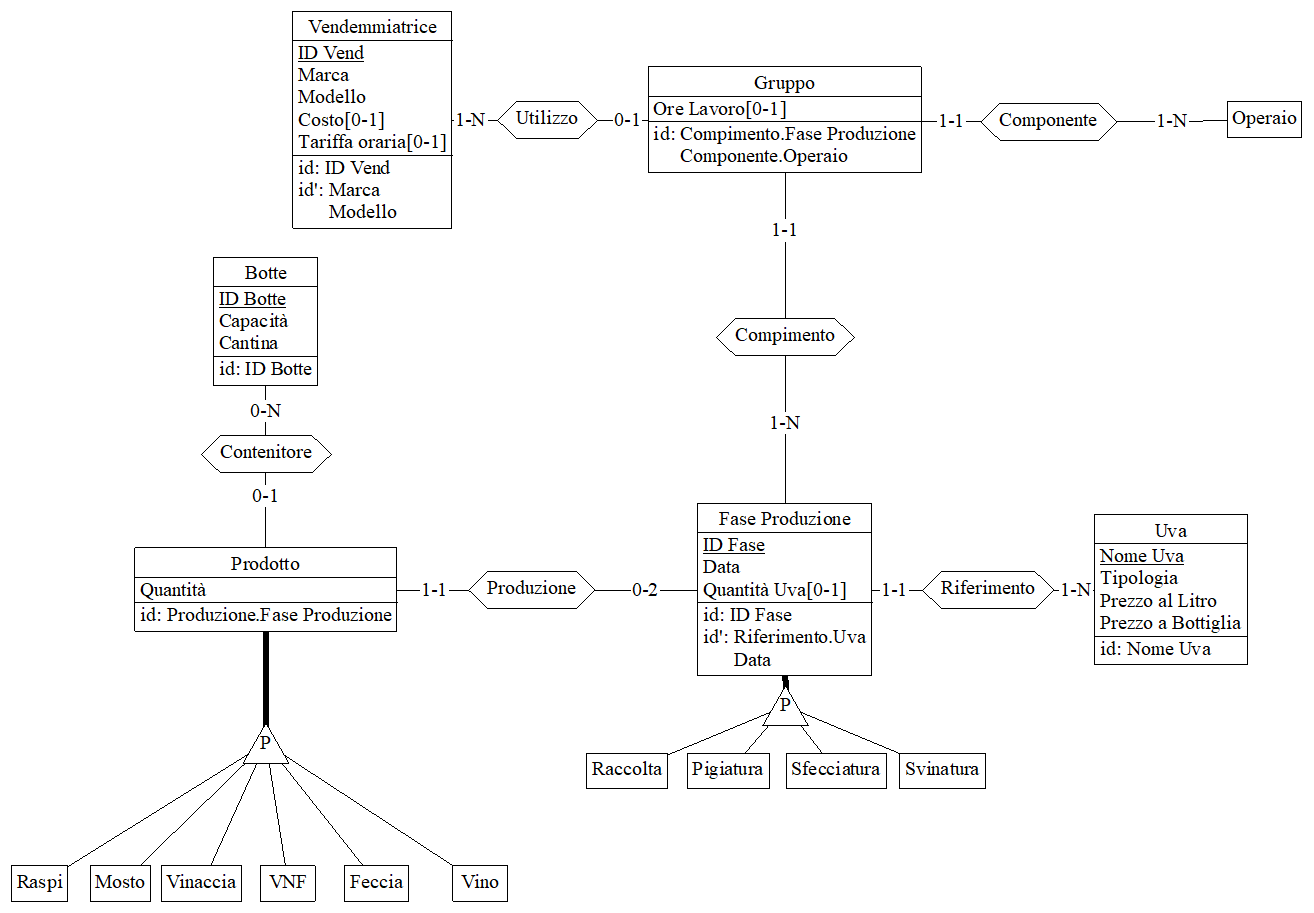 Vendemmiatrice
ID Vend
Marca
Modello
Costo[0-1]
Tariffa oraria[0-1]
id: ID Vend
id': Marca
Modello
1-N
Utilizzo
0-1
Gruppo
Ore Lavoro[0-1]
id: Compimento.Fase Produzione
Componente.Operaio
1-1
Componente
1-N
Operaio
1-1
Compimento
1-N
Botte
ID Botte
Capacità
Cantina
id: ID Botte
0-N
Contenitore
0-1
Prodotto
Quantità
id: Produzione.Fase Produzione
1-1
Produzione
0-2
Fase Produzione
ID Fase
Data
Quantità Uva[0-1]
id: ID Fase
id': Riferimento.Uva
Data
1-1
Riferimento
1-N
Uva
Nome Uva
Tipologia
Prezzo al Litro
Prezzo a Bottiglia
id: Nome Uva
P
Raccolta
Pigiatura
Sfecciatura
Svinatura
P
Raspi
Mosto
Vinaccia
VNF
Feccia
Vino